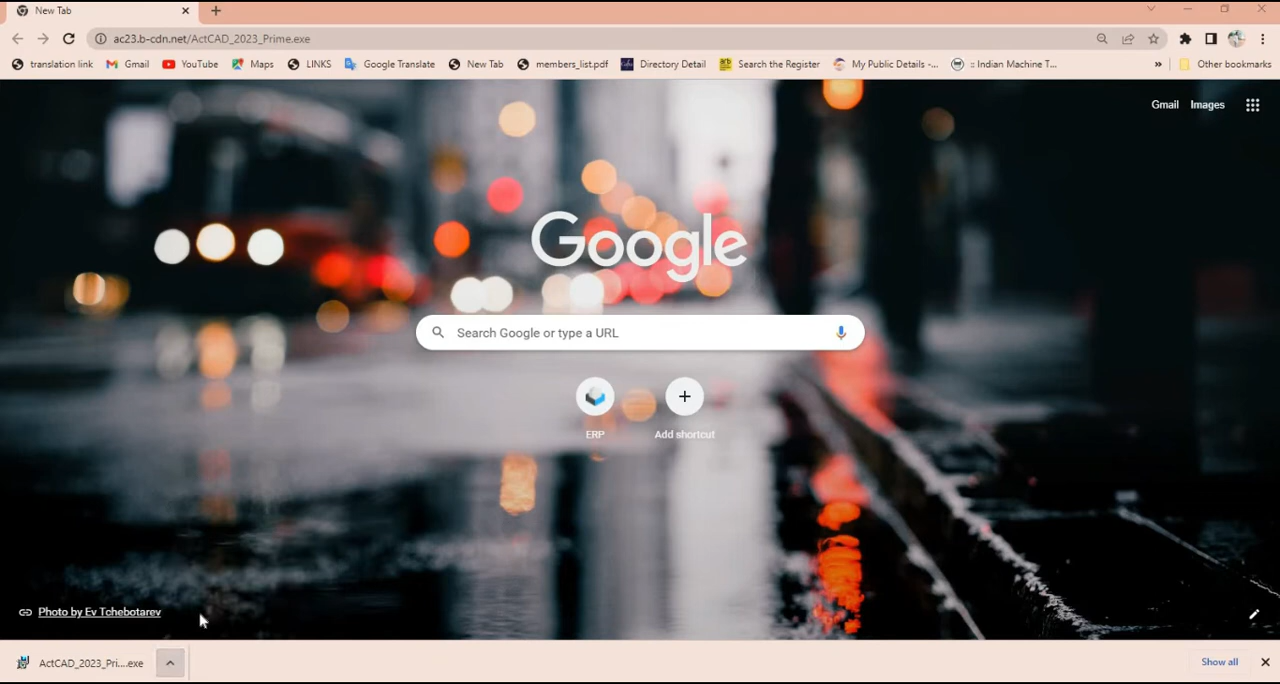 New Tab
ac23.b-cdn.net/ActCAD_2023_Prime.exe
translation link Gmail YouTube Maps LINKS Google Translate New Tab members_list.pdf Directory Detail Search the Register My Public Details -... :: Indian Machine T... » Other bookmarks
Gmail Images
Google
Search Google or type a URL
ERP Add shortcut
Photo by Ev Tchebotarev
ActCAD_2023_Pri....exe Show all